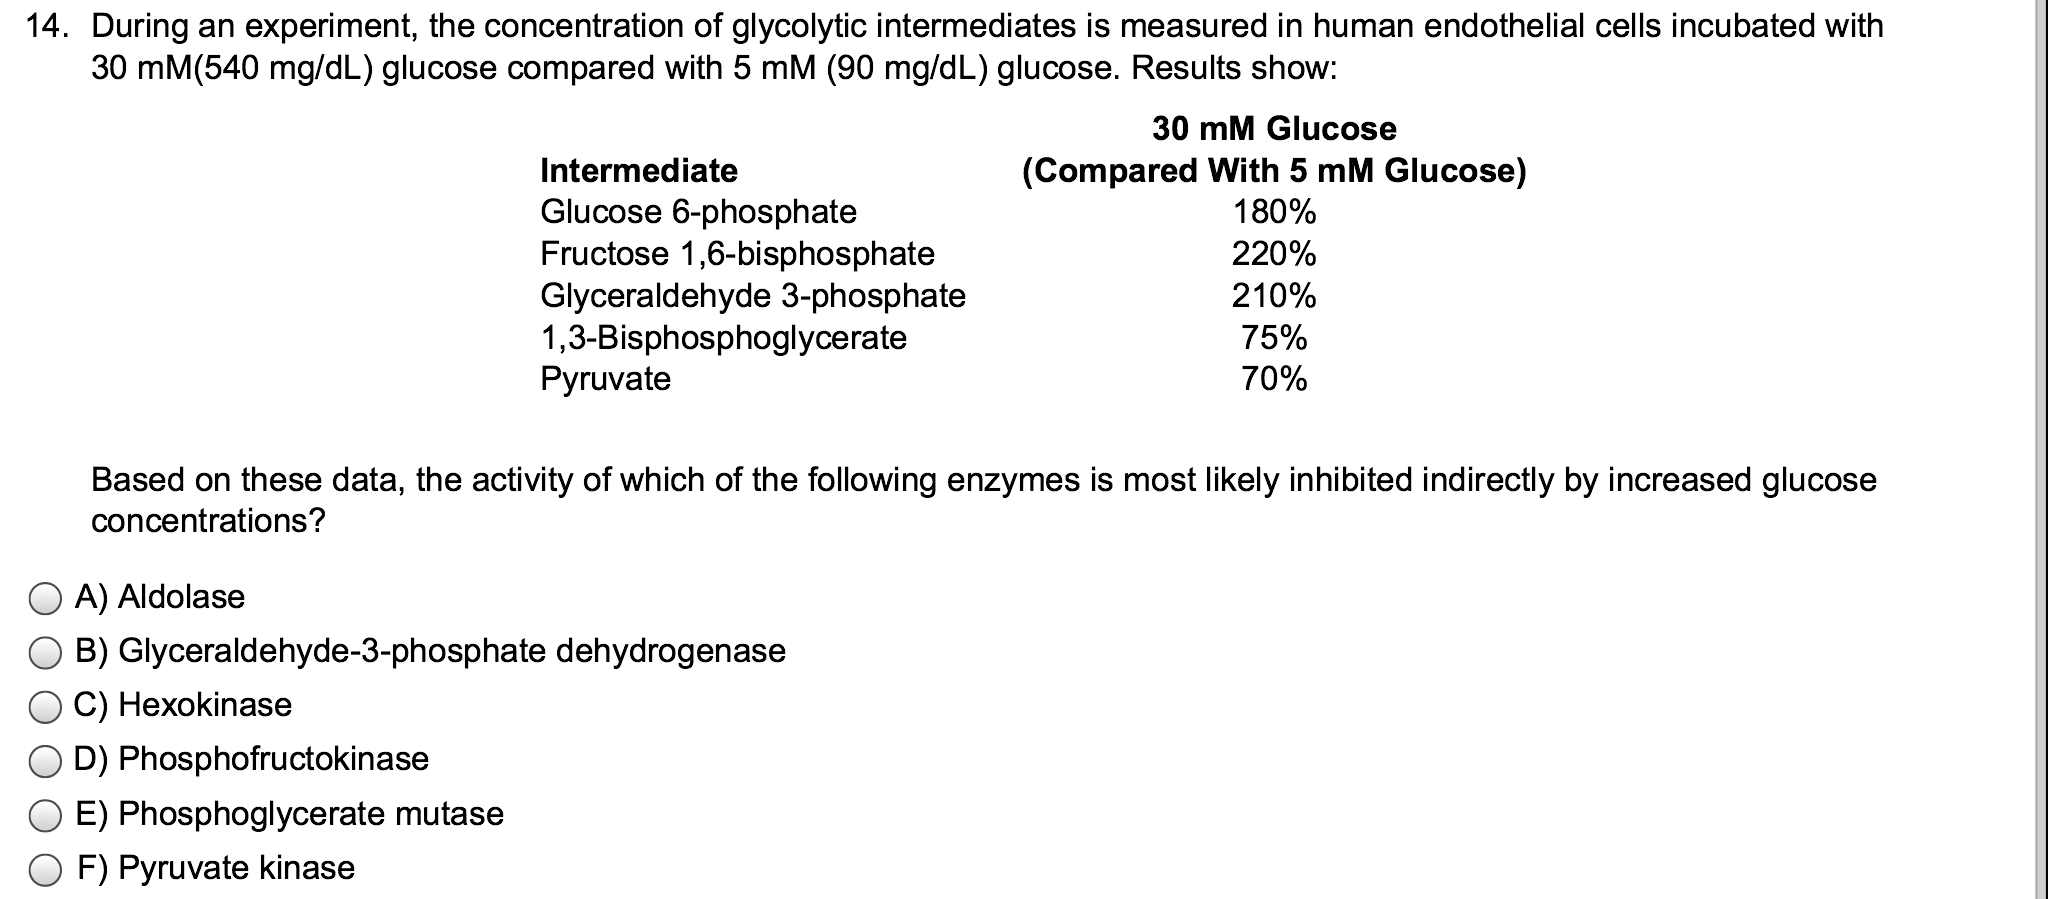 14. During an experiment, the concentration of glycolytic intermediates is measured in human endothelial cells incubated with
30 mM(540 mg/dL) glucose compared with 5 mM (90 mg/dL) glucose. Results show:
30 mM Glucose
Intermediate (Compared With 5 mM Glucose)
Glucose 6-phosphate 180%
Fructose 1,6-bisphosphate 220%
Glyceraldehyde 3-phosphate 210%
1,3-Bisphosphoglycerate 75%
Pyruvate 70%
Based on these data, the activity of which of the following enzymes is most likely inhibited indirectly by increased glucose
concentrations?
A) Aldolase
B) Glyceraldehyde-3-phosphate dehydrogenase
C) Hexokinase
D) Phosphofructokinase
E) Phosphoglycerate mutase
F) Pyruvate kinase